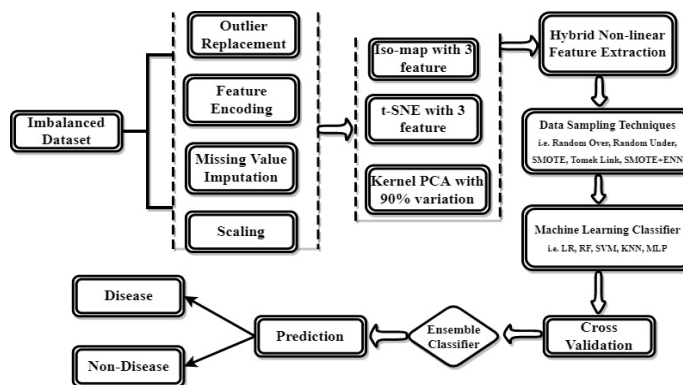 Imbalanced
Dataset
Outlier
Replacement
Feature
Encoding
Missing Value
Imputation
Scaling
Iso-map with 3
feature
t-SNE with 3
feature
Kernel PCA with
90% variation
Hybrid Non-linear
Feature Extraction
Data Sampling Techniques
i.e. Random Over, Random Under,
SMOTE, Tomek Link, SMOTE+ENN
Machine Learning Classifier
i.e. LR, RF, SVM, KNN, MLP
Cross
Validation
Ensemble
Classifier
Prediction
Disease
Non-Disease